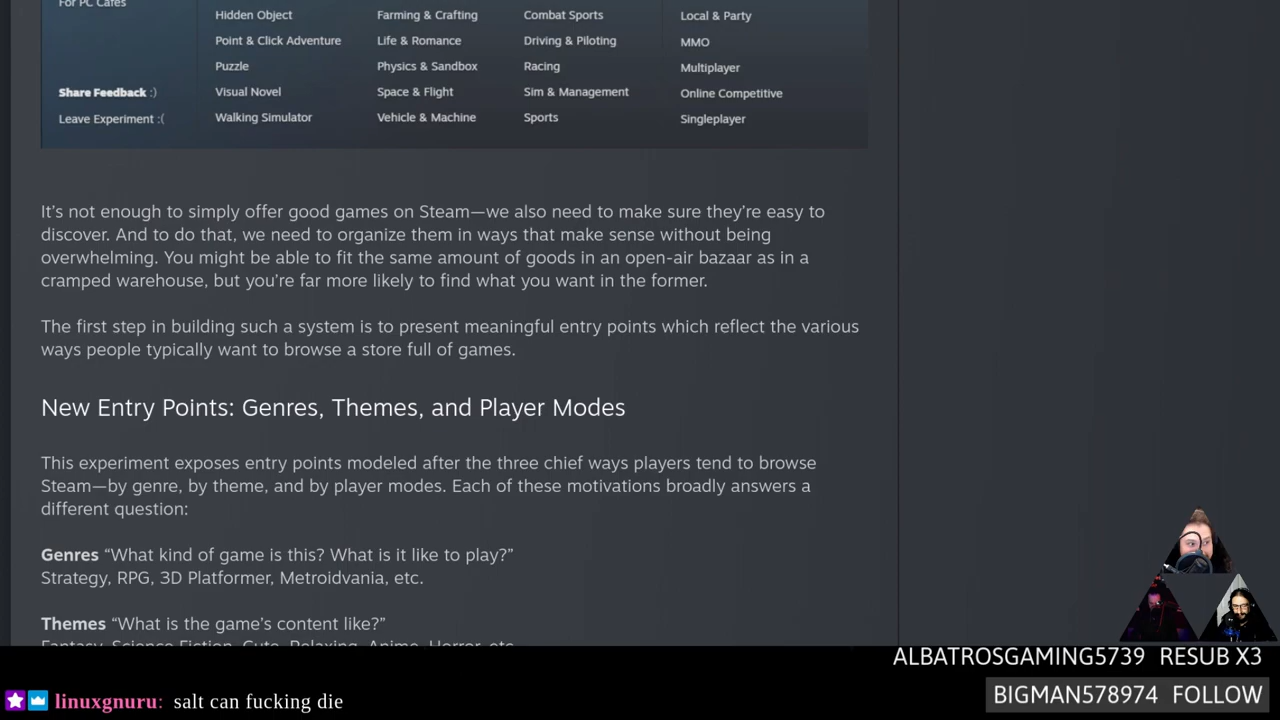 For PC Cafes
Hidden Object Farming & Crafting Combat Sports Local & Party
Point & Click Adventure Life & Romance Driving & Piloting MMO
Puzzle Physics & Sandbox Racing Multiplayer
Share Feedback :) Visual Novel Space & Flight Sim & Management Online Competitive
Leave Experiment :( Walking Simulator Vehicle & Machine Sports Singleplayer
It's not enough to simply offer good games on Steam—we also need to make sure they're easy to
discover. And to do that, we need to organize them in ways that make sense without being
overwhelming. You might be able to fit the same amount of goods in an open-air bazaar as in a
cramped warehouse, but you're far more likely to find what you want in the former.
The first step in building such a system is to present meaningful entry points which reflect the various
ways people typically want to browse a store full of games.
New Entry Points: Genres, Themes, and Player Modes
This experiment exposes entry points modeled after the three chief ways players tend to browse
Steam—by genre, by theme, and by player modes. Each of these motivations broadly answers a
different question:
Genres “What kind of game is this? What is it like to play?”
Strategy, RPG, 3D Platformer, Metroidvania, etc.
Themes “What is the game's content like?”
Fantasy, Science Fiction, Cute, Relaxing, Anime, Horror, etc.
ALBATROSGAMING5739 RESUB X3
BIGMAN578974 FOLLOW
linuxgnuru: salt can fucking die